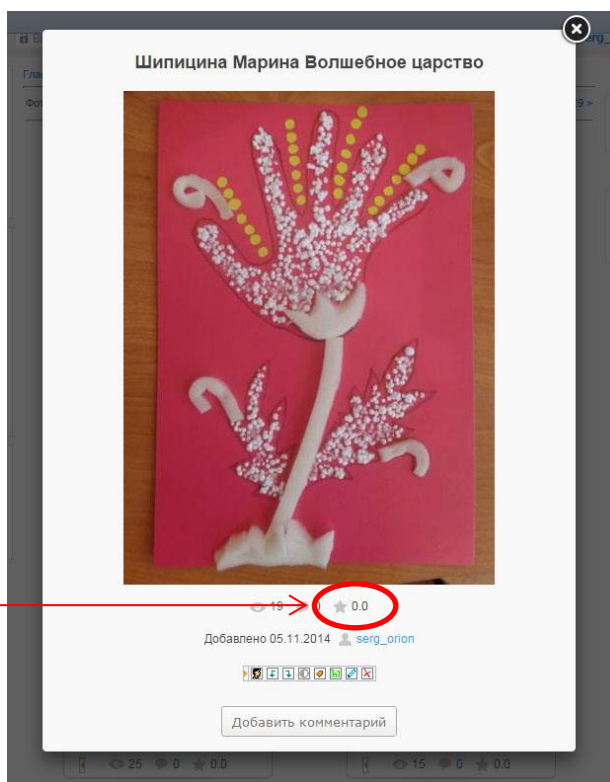 Шипицина Марина Волшебное царство
19 0 0.0
Добавлено 05.11.2014 serg_orion
Добавить комментарий
25 0 0.0
15 0 0.0